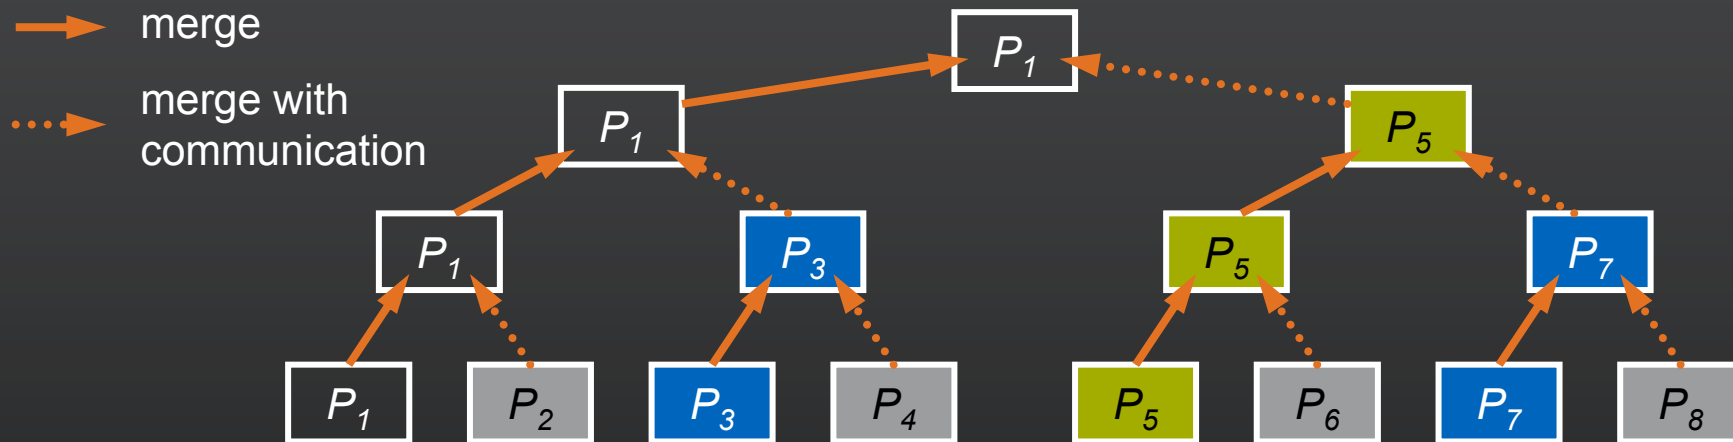 merge
merge with
communication
P1
P1 P5
P1 P3 P5 P7
P1 P2 P3 P4 P5 P6 P7 P8